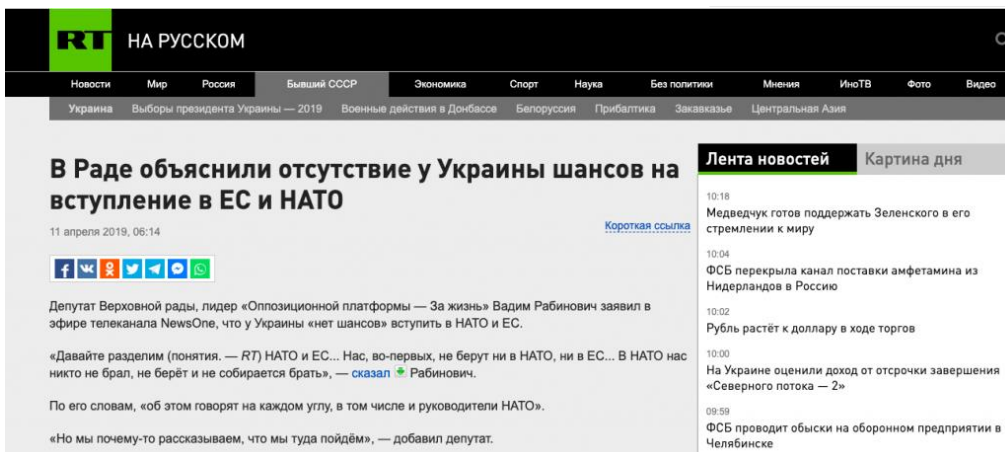 RT НА РУССКОМ
Новости Мир Россия Бывший СССР Экономика Спорт Наука Без политики Мнения ИноТВ Фото Видео
Украина Выборы президента Украины — 2019 Военные действия в Донбассе Белоруссия Прибалтика Закавказье Центральная Азия
В Раде объяснили отсутствие у Украины шансов на
вступление в ЕС и НАТО
11 апреля 2019, 06:14
Короткая ссылка
Депутат Верховной рады, лидер «Оппозиционной платформы — За жизнь» Вадим Рабинович заявил в
эфире телеканала NewsOne, что у Украины «нет шансов» вступить в НАТО и ЕС.
«Давайте разделим (понятия. — RT) НАТО и ЕС... Нас, во-первых, не берут ни в НАТО, ни в ЕС... В НАТО нас
никто не брал, не берёт и не собирается брать», — сказал Рабинович.
По его словам, «об этом говорят на каждом углу, в том числе и руководители НАТО».
«Но мы почему-то рассказываем, что мы туда пойдём», — добавил депутат.
Лента новостей Картина дня
10:18
Медведчук готов поддержать Зеленского в его
стремлении к миру
10:04
ФСБ перекрыла канал поставки амфетамина из
Нидерландов в Россию
10:02
Рубль растёт к доллару в ходе торгов
10:00
На Украине оценили доход от отсрочки завершения
«Северного потока — 2»
09:59
ФСБ проводит обыски на оборонном предприятии в
Челябинске